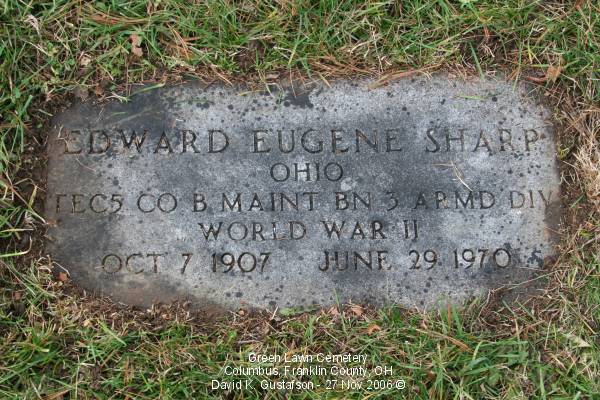 EDWARD EUGENE SHARP
OHIO
TEC5 CO B MAINT BN 3 ARMD DIV
WORLD WAR II
OCT 7 1907 JUNE 29 1970
Green Lawn Cemetery
Columbus, Franklin County, OH
David K. Gustafson - 27 Nov 2006 ©